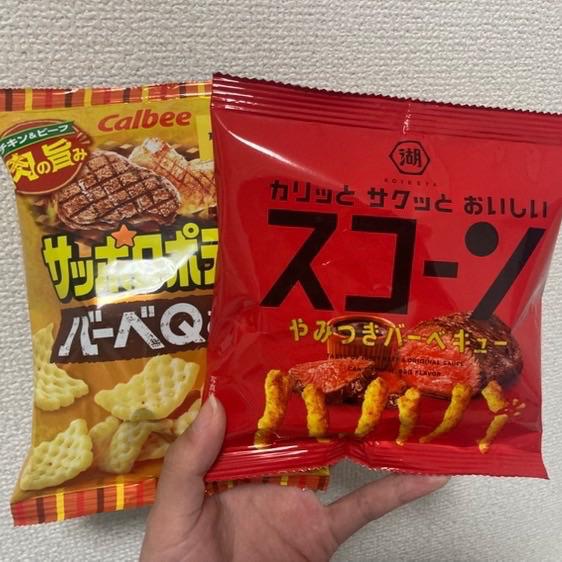 Calbee
チキン&ビーフ
肉の旨み
サッポロポテ
バーベQ
湖
KOIKEYA
カリッと サクッと おいしい
スコーン
やみつきバーベキュー
BBQ FLAVOR